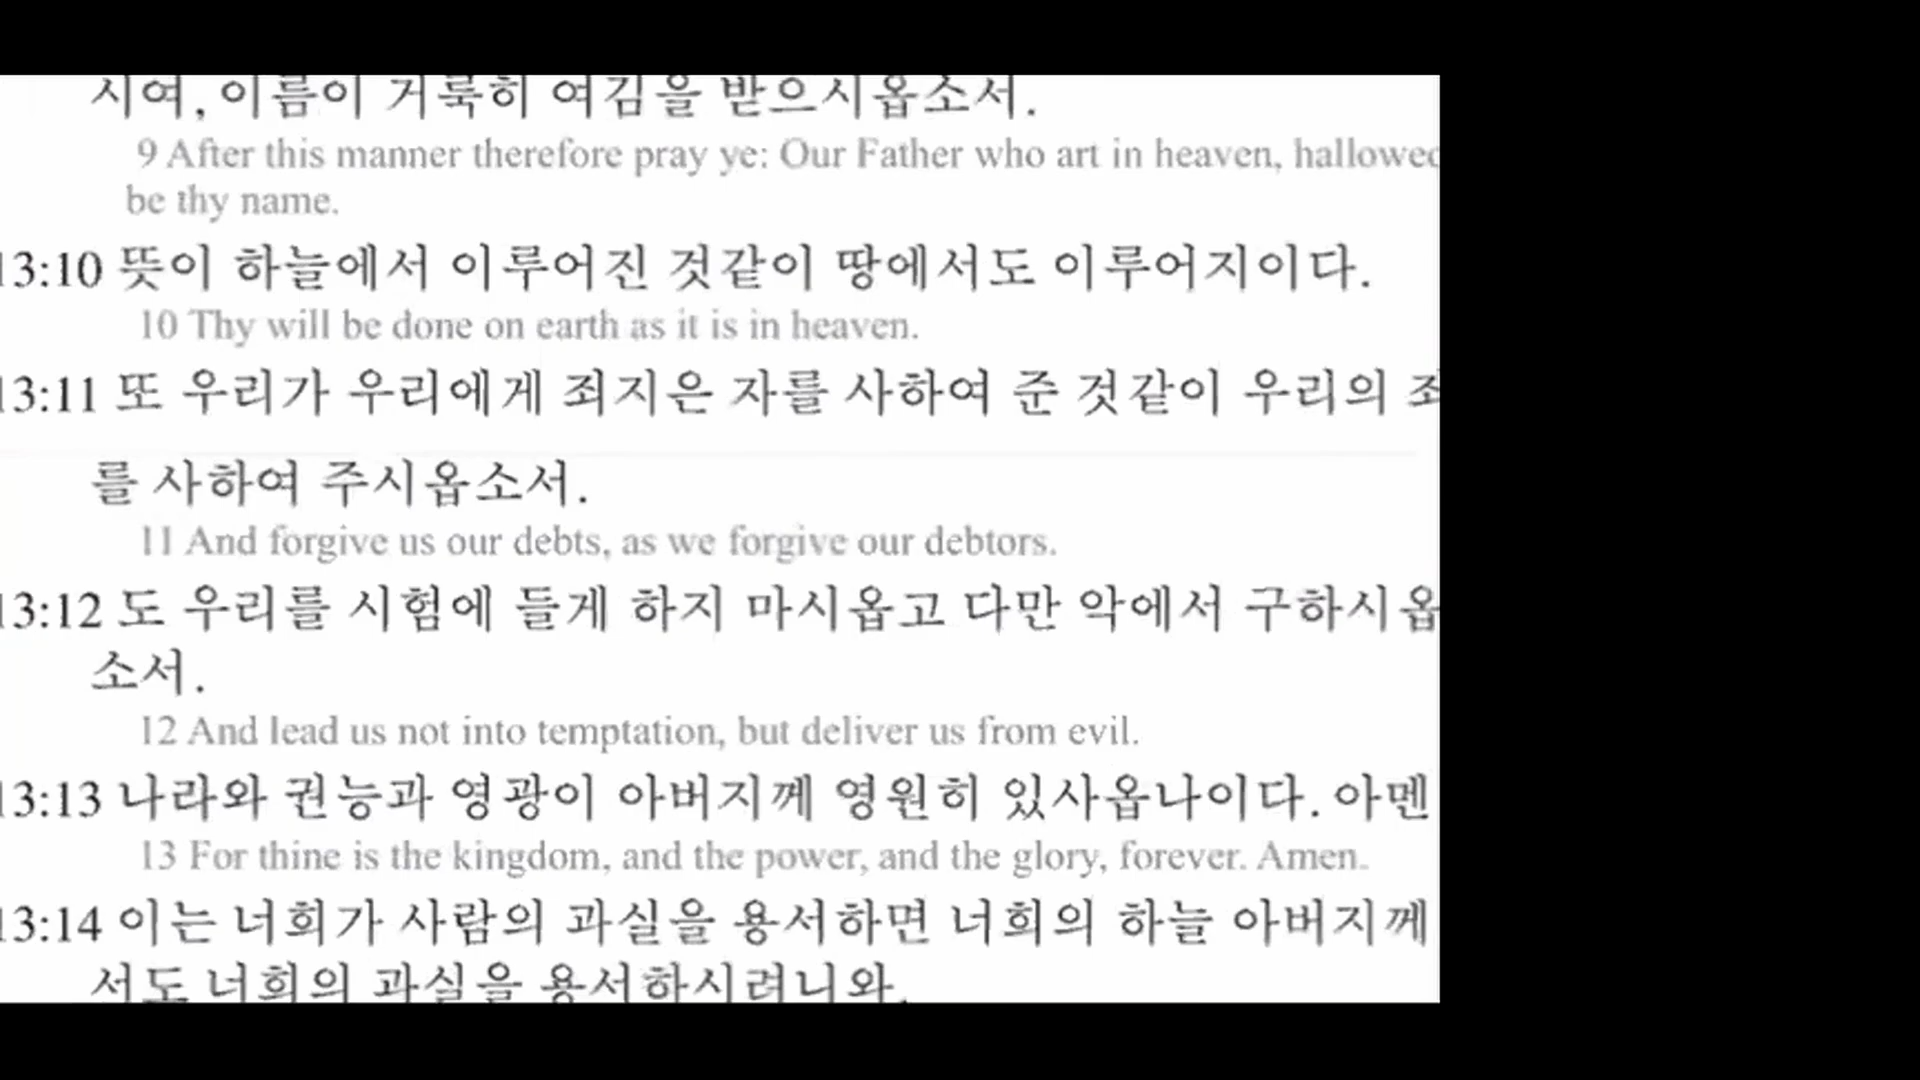 시여, 이름이 거룩히 여김을 받으시옵소서.
9 After this manner therefore pray ye: Our Father who art in heaven, hallowed
be thy name.
13:10 뜻이 하늘에서 이루어진 것같이 땅에서도 이루어지이다.
10 Thy will be done on earth as it is in heaven.
13:11 또 우리가 우리에게 죄지은 자를 사하여 준 것같이 우리의 죄
를 사하여 주시옵소서.
11 And forgive us our debts, as we forgive our debtors.
13:12 도 우리를 시험에 들게 하지 마시옵고 다만 악에서 구하시옵
소서.
12 And lead us not into temptation, but deliver us from evil.
13:13 나라와 권능과 영광이 아버지께 영원히 있사옵나이다. 아멘
13 For thine is the kingdom, and the power, and the glory, forever. Amen.
13:14 이는 너희가 사람의 과실을 용서하면 너희의 하늘 아버지께
서도 너희의 과실을 용서하시려니와,